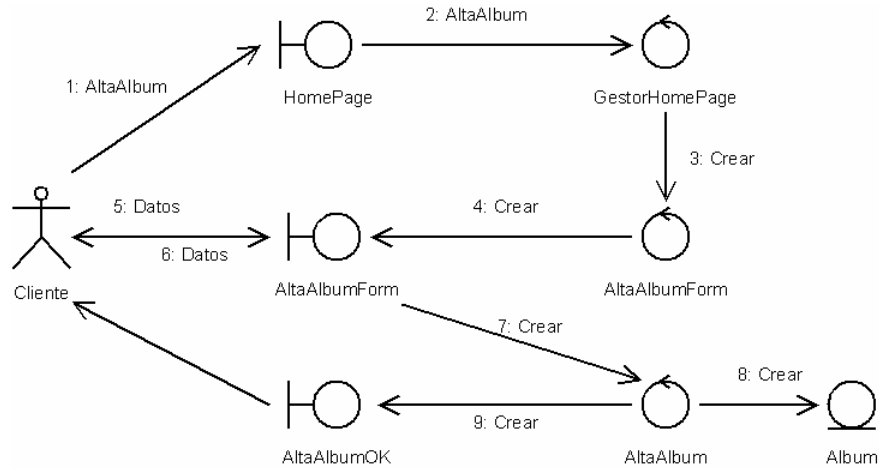 2: AltaAlbum
1: AltaAlbum
HomePage
GestorHomePage
3: Crear
5: Datos
4: Crear
6: Datos
Cliente
AltaAlbumForm
AltaAlbumForm
7: Crear
8: Crear
9: Crear
AltaAlbumOK
AltaAlbum
Album